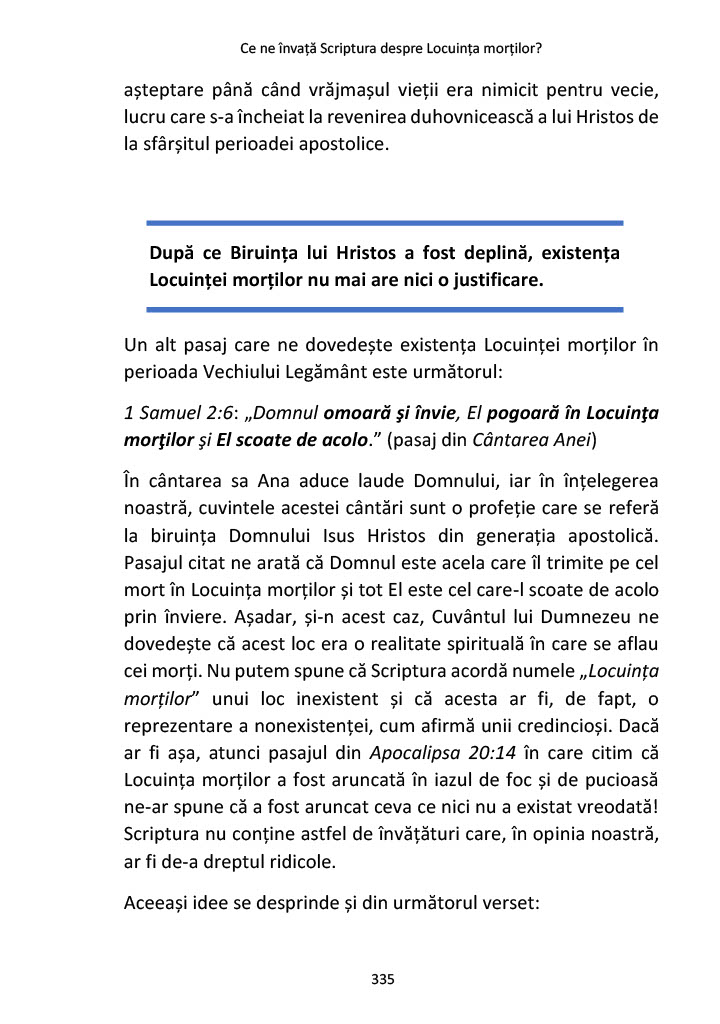 Ce ne învață Scriptura despre Locuința morților?
așteptare până când vrăjmașul vieții era nimicit pentru vecie,
lucru care s-a încheiat la revenirea duhovnicească a lui Hristos de
la sfârșitul perioadei apostolice.
După ce Biruința lui Hristos a fost deplină, existența
Locuinței morților nu mai are nici o justificare.
Un alt pasaj care ne dovedește existența Locuinței morților în
perioada Vechiului Legământ este următorul:
1 Samuel 2:6: „Domnul omoară şi învie, El pogoară în Locuinţa
morţilor și El scoate de acolo.” (pasaj din Cântarea Anei)
În cântarea sa Ana aduce laude Domnului, iar în înțelegerea
noastră, cuvintele acestei cântări sunt o profeție care se referă
la biruința Domnului Isus Hristos din generația apostolică.
Pasajul citat ne arată că Domnul este acela care îl trimite pe cel
mort în Locuința morților și tot El este cel care-l scoate de acolo
prin înviere. Așadar, și-n acest caz, Cuvântul lui Dumnezeu ne
dovedește că acest loc era o realitate spirituală în care se aflau
cei morți. Nu putem spune că Scriptura acordă numele „Locuința
morților” unui loc inexistent și că acesta ar fi, de fapt, o
reprezentare a nonexistenței, cum afirmă unii credincioși. Dacă
ar fi așa, atunci pasajul din Apocalipsa 20:14 în care citim că
Locuința morților a fost aruncată în iazul de foc și de pucioasă
ne-ar spune că a fost aruncat ceva ce nici nu a existat vreodată!
Scriptura nu conține astfel de învățături care, în opinia noastră,
ar fi de-a dreptul ridicole.
Aceeași idee se desprinde și din următorul verset:
335